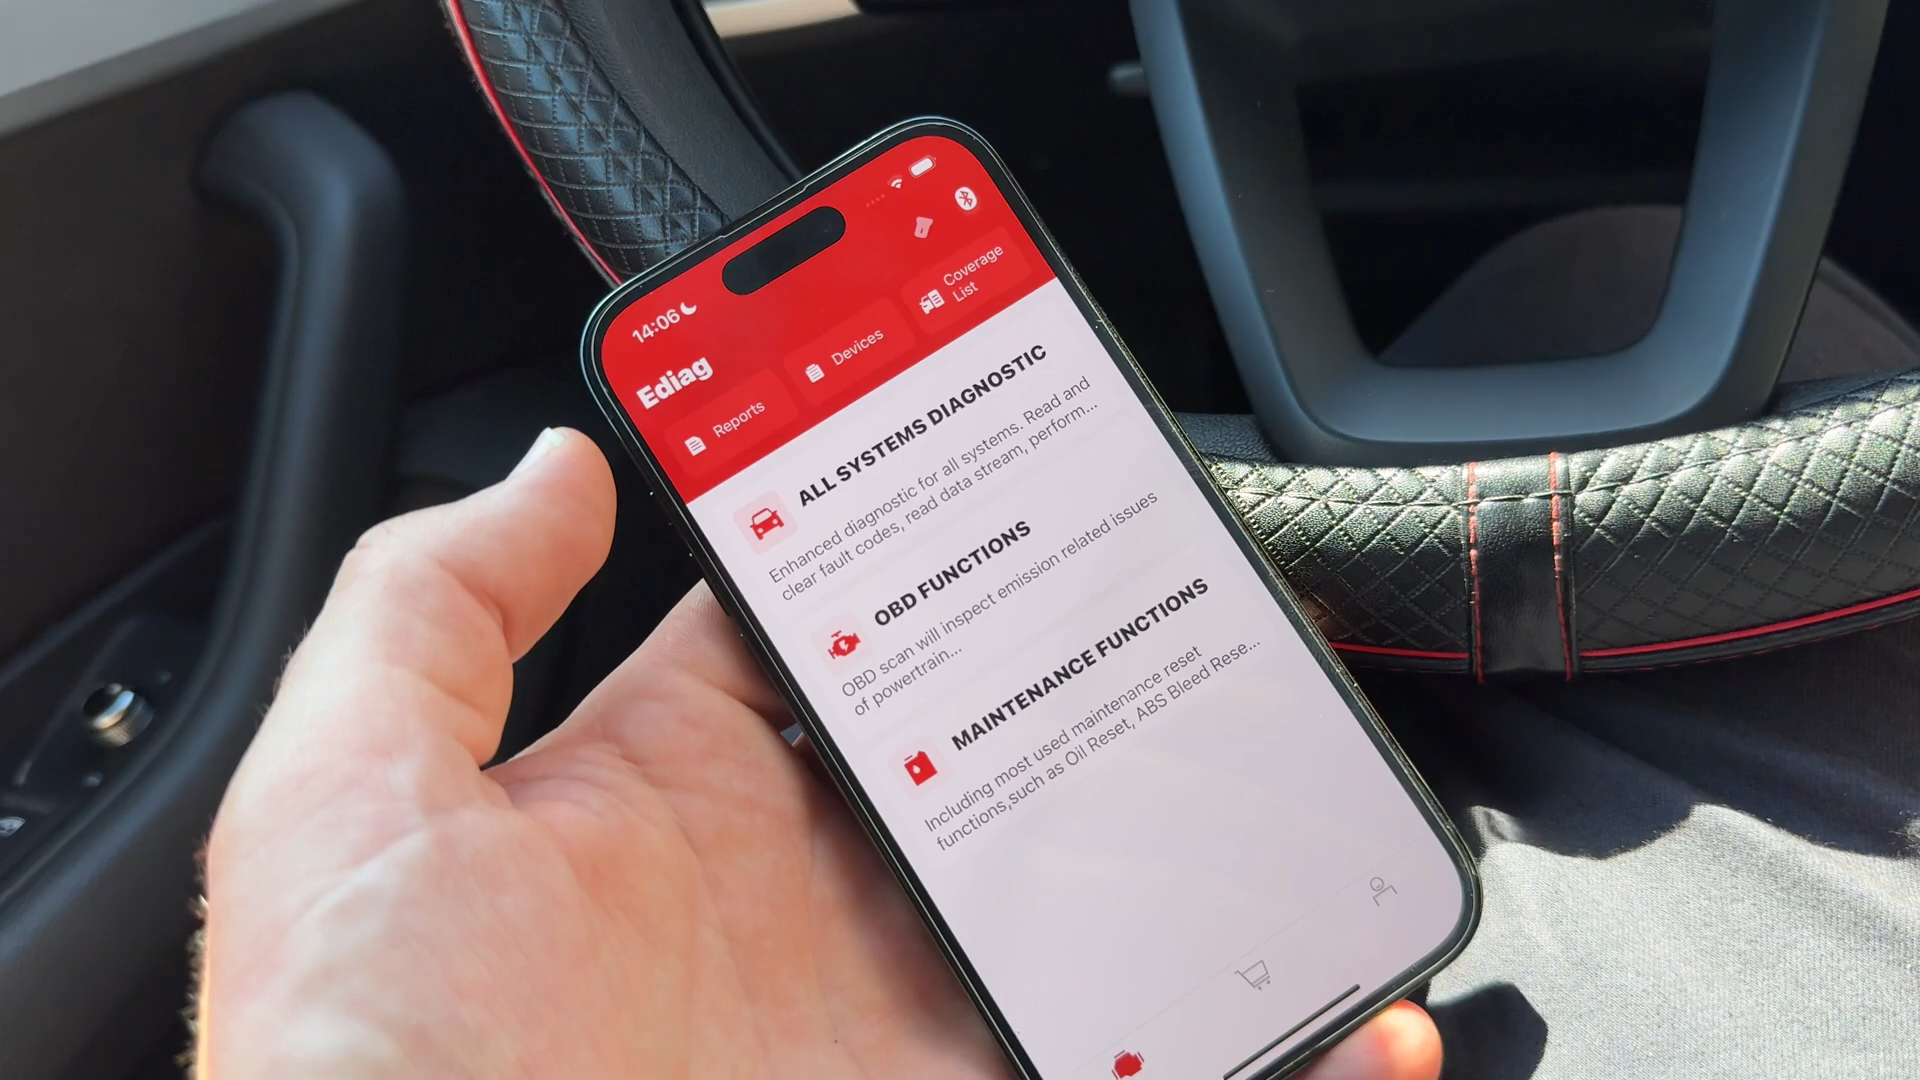 14:06
Ediag
Reports
Devices
Coverage
List
ALL SYSTEMS DIAGNOSTIC
Enhanced diagnostic for all systems. Read and
clear fault codes, read data stream, perform...
OBD FUNCTIONS
OBD scan will inspect emission related issues
of powertrain...
MAINTENANCE FUNCTIONS
Including most used maintenance reset
functions,such as Oil Reset, ABS Bleed Rese...